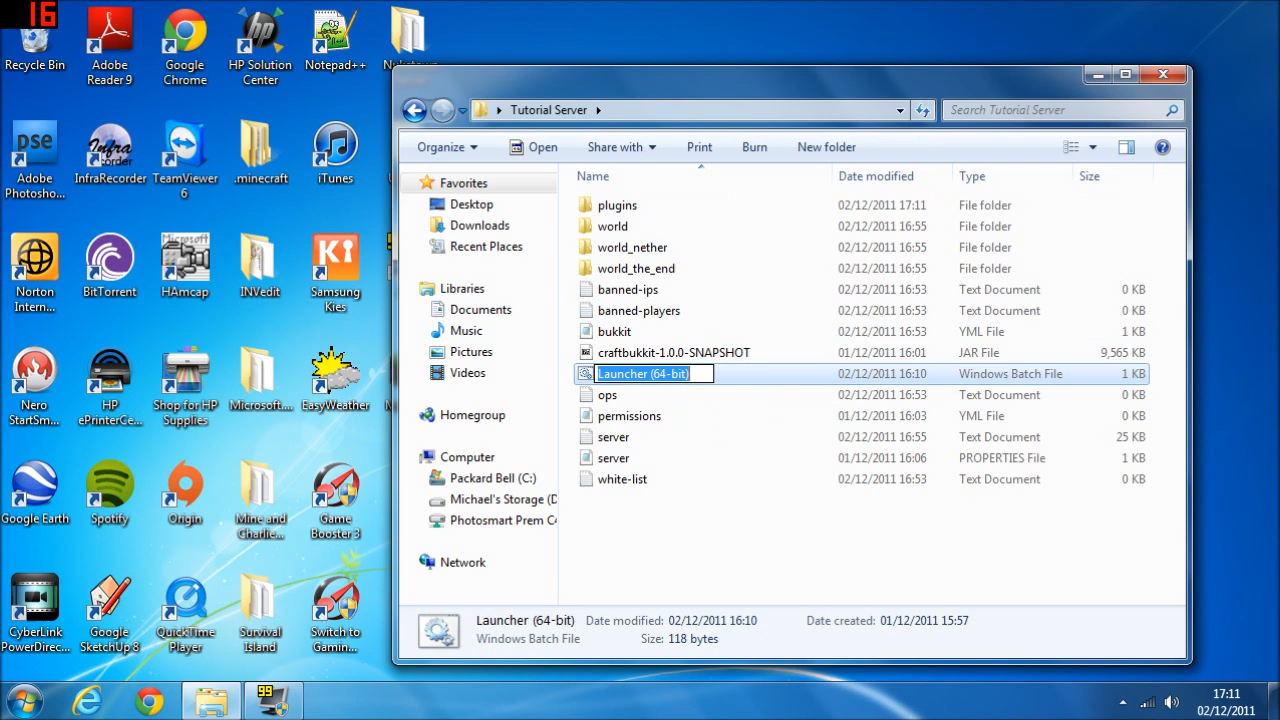 16
Recycle Bin
Adobe
Reader 9
Google
Chrome
HP Solution
Center
Notepad++
Adobe
Photosho...
InfraRecorder
TeamViewer
6
.minecraft
iTunes
Norton
Intern...
BitTorrent
HAmcap
INVedit
Samsung
Kies
Nero
StartSm...
HP
ePrinterCe...
Shop for HP
Supplies
Microsoft....
EasyWeather
Google Earth
Spotify
Origin
Mine and
Charlie...
Game
Booster 3
CyberLink
PowerDirec...
Google
SketchUp 8
QuickTime
Player
Survival
Island
Switch to
Gaming...
Tutorial Server
Search Tutorial Server
Organize Open Share with Print Burn New folder
Favorites
Desktop
Downloads
Recent Places
Libraries
Documents
Music
Pictures
Videos
Homegroup
Computer
Packard Bell (C:)
Michael's Storage (D
Photosmart Prem C4
Network
Name Date modified Type Size
plugins 02/12/2011 17:11 File folder
world 02/12/2011 16:55 File folder
world_nether 02/12/2011 16:55 File folder
world_the_end 02/12/2011 16:55 File folder
banned-ips 02/12/2011 16:53 Text Document 0 KB
banned-players 02/12/2011 16:53 Text Document 0 KB
bukkit 02/12/2011 16:53 YML File 1 KB
craftbukkit-1.0.0-SNAPSHOT 01/12/2011 16:01 JAR File 9,565 KB
Launcher (64-bit) 02/12/2011 16:10 Windows Batch File 1 KB
ops 02/12/2011 16:53 Text Document 0 KB
permissions 01/12/2011 16:03 YML File 0 KB
server 02/12/2011 16:55 Text Document 25 KB
server 01/12/2011 16:06 PROPERTIES File 1 KB
white-list 02/12/2011 16:53 Text Document 0 KB
Launcher (64-bit) Date modified: 02/12/2011 16:10 Date created: 01/12/2011 15:57
Windows Batch File Size: 118 bytes
99
17:11
02/12/2011